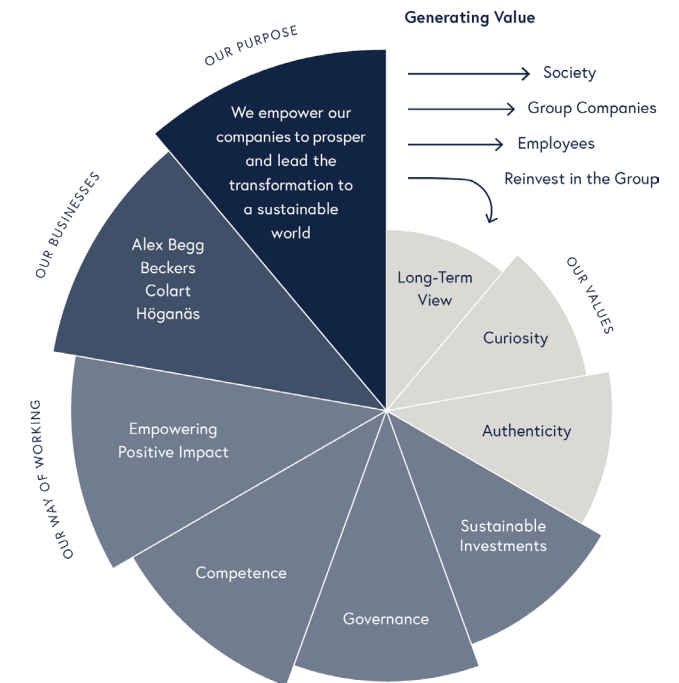 Generating Value
Society
Group Companies
Employees
Reinvest in the Group
OUR PURPOSE
We empower our
companies to prosper
and lead the
transformation to
a sustainable
world
OUR BUSINESSES
Alex Begg
Beckers
Colart
Höganäs
OUR VALUES
Long-Term
View
Curiosity
Authenticity
OUR WAY OF WORKING
Empowering
Positive Impact
Competence
Governance
Sustainable
Investments